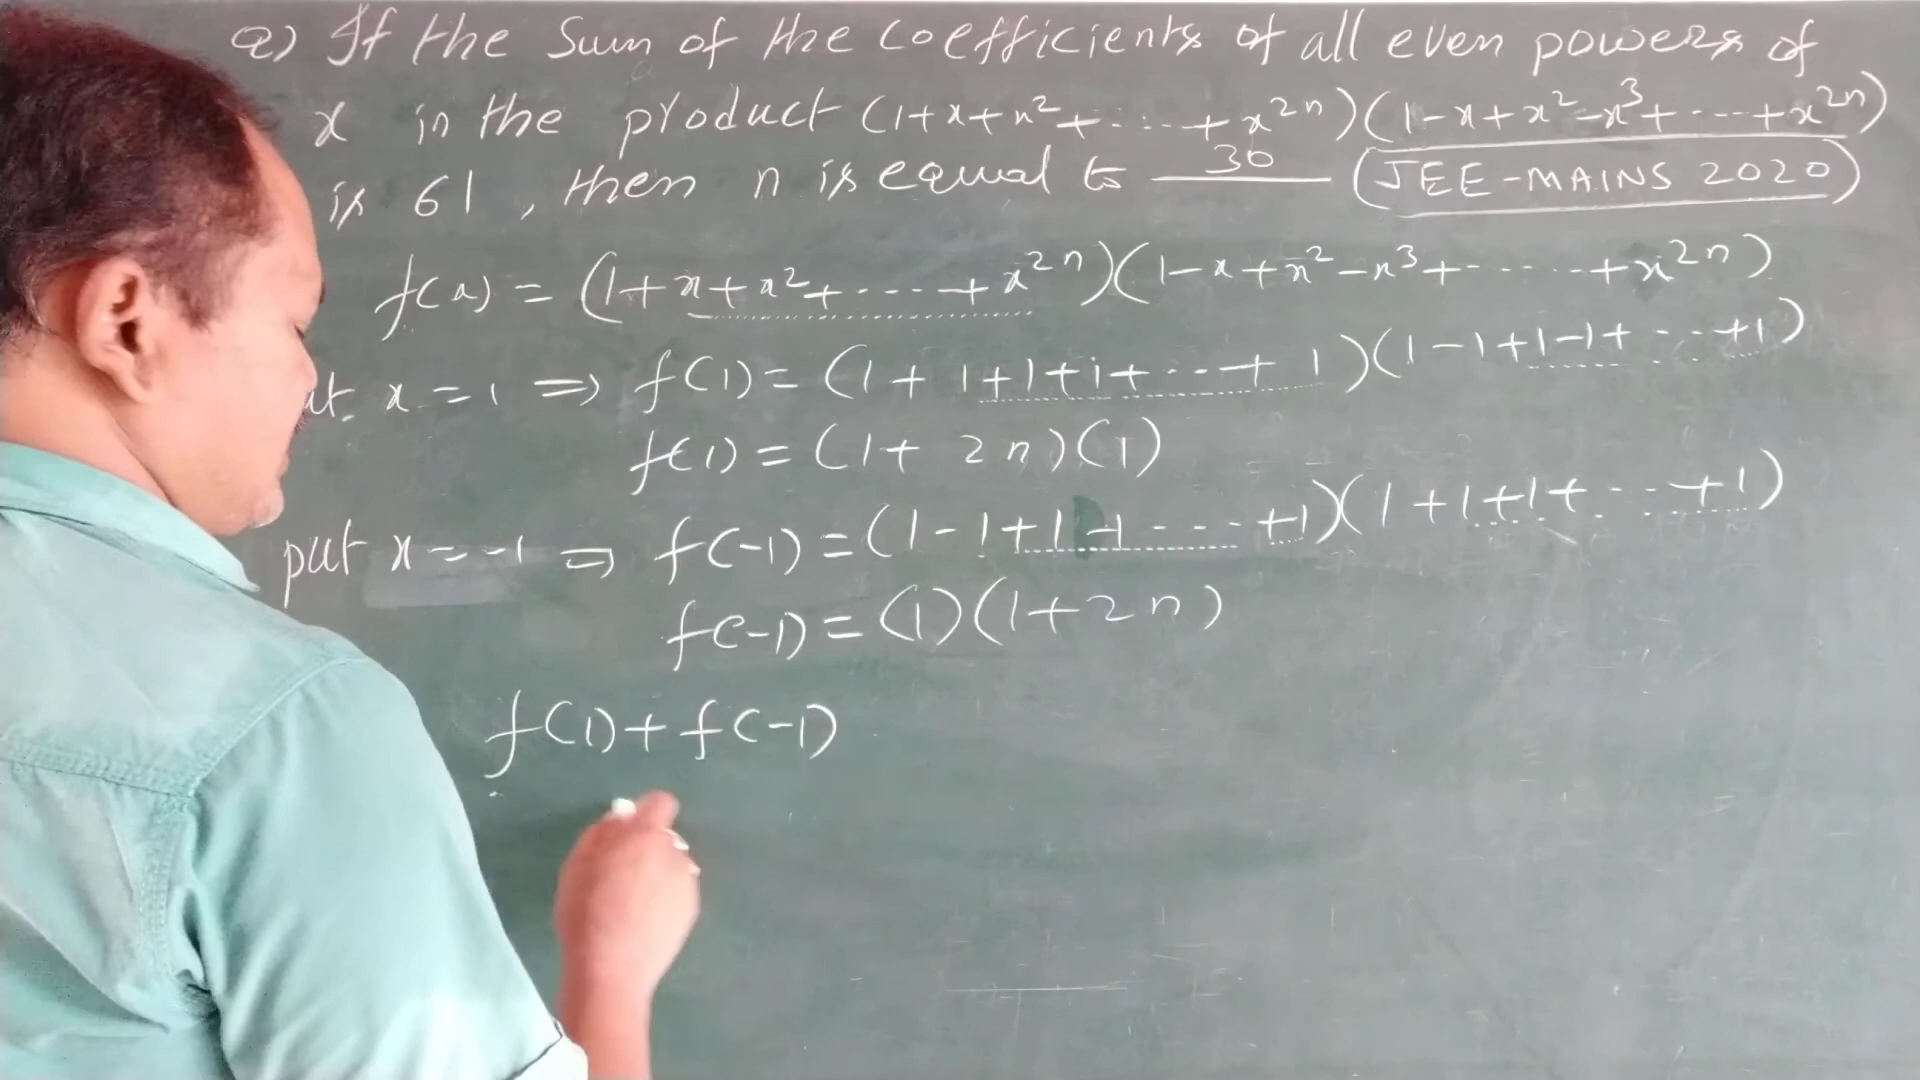 Q) If the Sum of the coefficients of all even powers of
x in the product (1+x+x²+.....+x²ⁿ)(1-x+x²-x³+....+x²ⁿ)
is 61, then n is equal to 30 (JEE-MAINS 2020)
f(x) = (1+x+x²+....+x²ⁿ)(1-x+x²-x³+......+x²ⁿ)
x=1 ⇒ f(1)=(1+1+1+1+...+1)(1-1+1-1+....+1)
f(1)=(1+2n)(1)
put x=-1 ⇒ f(-1)=(1-1+1-1....+1)(1+1+1+....+1)
f(-1)=(1)(1+2n)
f(1)+f(-1)